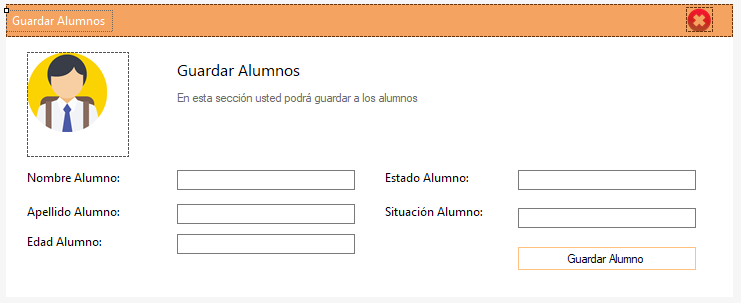 Guardar Alumnos
Guardar Alumnos
En esta sección usted podrá guardar a los alumnos
Nombre Alumno:
Estado Alumno:
Apellido Alumno:
Situación Alumno:
Edad Alumno:
Guardar Alumno